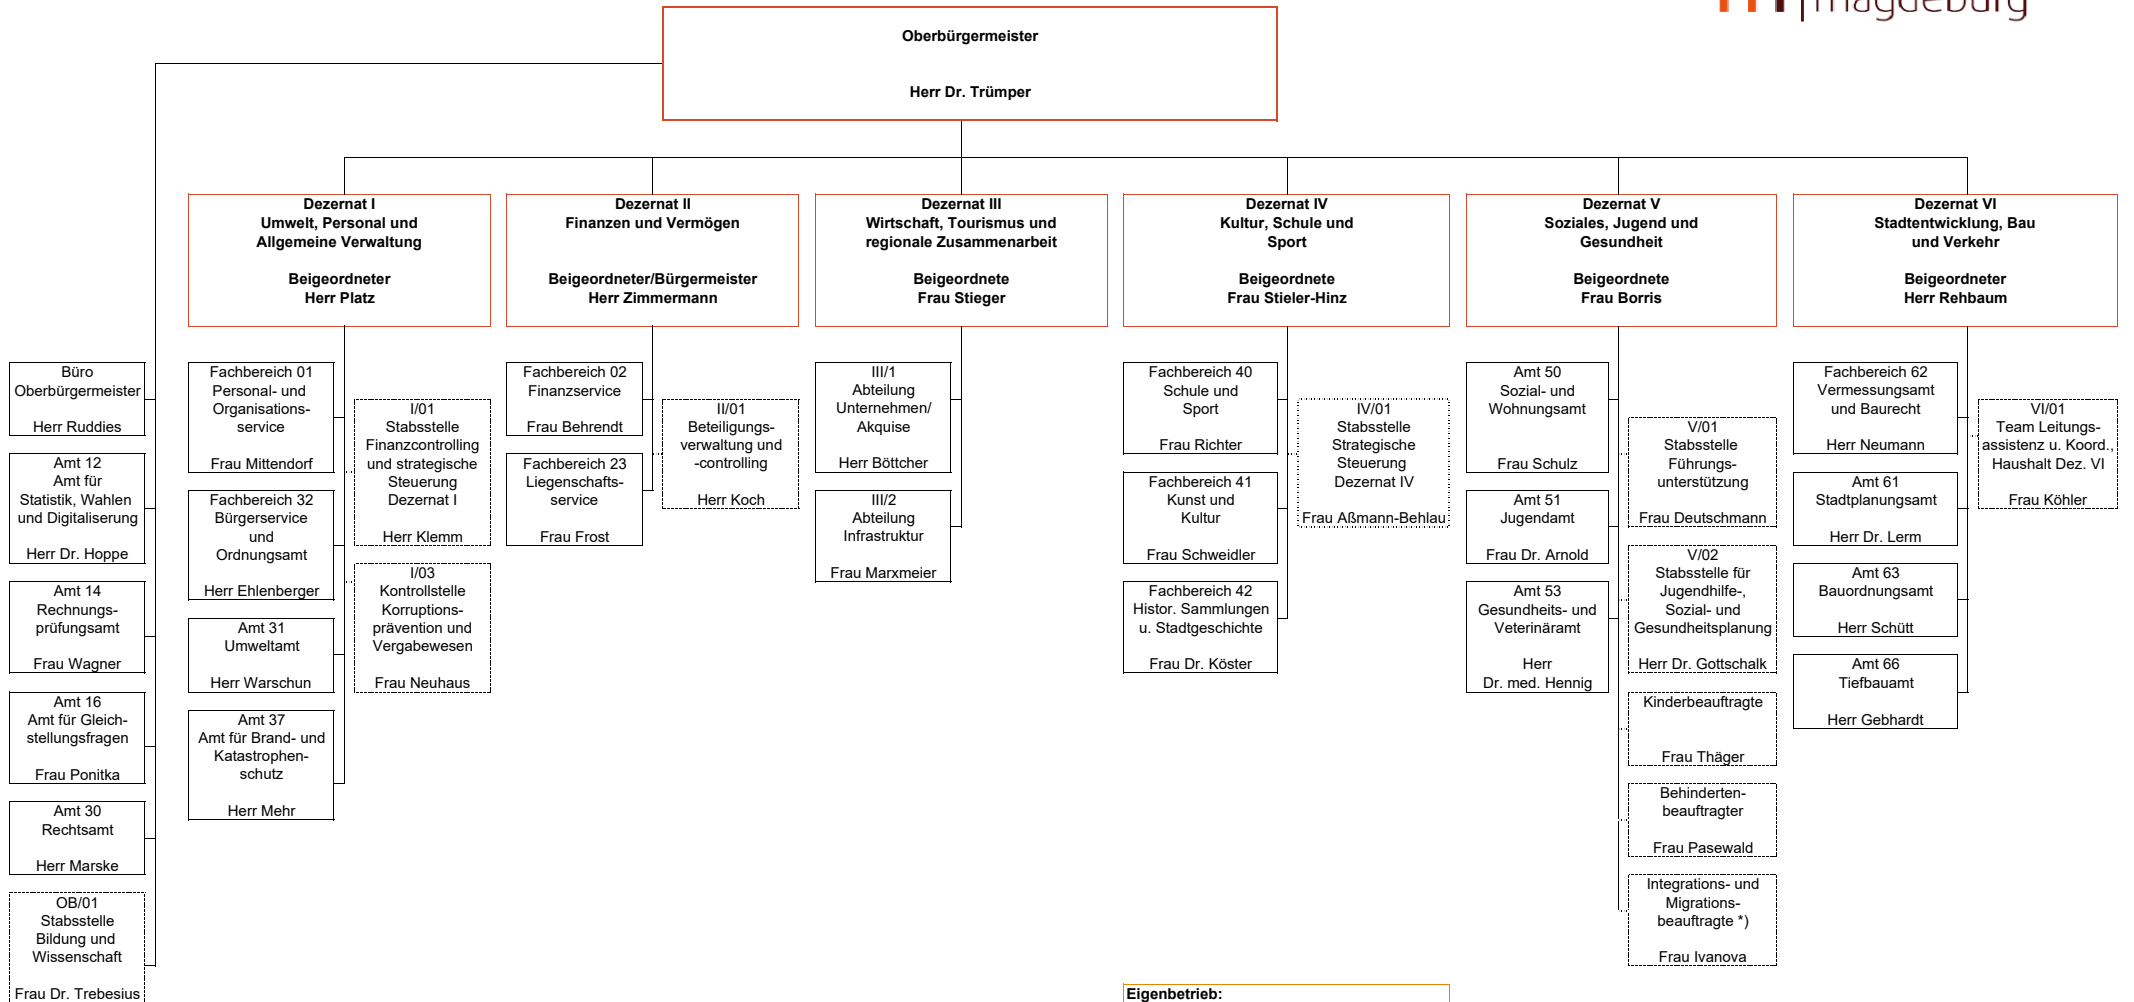 magdeburg
Oberbürgermeister
Herr Dr. Trümper
Dezernat I
Umwelt, Personal und
Allgemeine Verwaltung
Beigeordneter
Herr Platz
Dezernat II
Finanzen und Vermögen
Beigeordneter/Bürgermeister
Herr Zimmermann
Dezernat III
Wirtschaft, Tourismus und
regionale Zusammenarbeit
Beigeordnete
Frau Stieger
Dezernat IV
Kultur, Schule und
Sport
Beigeordnete
Frau Stieler-Hinz
Dezernat V
Soziales, Jugend und
Gesundheit
Beigeordnete
Frau Borris
Dezernat VI
Stadtentwicklung, Bau
und Verkehr
Beigeordneter
Herr Rehbaum
Büro
Oberbürgermeister
Herr Ruddies
Amt 12
Amt für
Statistik, Wahlen
und Digitaliserung
Herr Dr. Hoppe
Amt 14
Rechnungs-
prüfungsamt
Frau Wagner
Amt 16
Amt für Gleich-
stellungsfragen
Frau Ponitka
Amt 30
Rechtsamt
Herr Marske
OB/01
Stabsstelle
Bildung und
Wissenschaft
Frau Dr. Trebesius
Fachbereich 01
Personal- und
Organisations-
service
Frau Mittendorf
Fachbereich 32
Bürgerservice
und
Ordnungsamt
Herr Ehlenberger
Amt 31
Umweltamt
Herr Warschun
Amt 37
Amt für Brand- und
Katastrophen-
schutz
Herr Mehr
I/01
Stabsstelle
Finanzcontrolling
und strategische
Steuerung
Dezernat I
Herr Klemm
I/03
Kontrollstelle
Korruptions-
prävention und
Vergabewesen
Frau Neuhaus
Fachbereich 02
Finanzservice
Frau Behrendt
Fachbereich 23
Liegenschafts-
service
Frau Frost
II/01
Beteiligungs-
verwaltung und
-controlling
Herr Koch
III/1
Abteilung
Unternehmen/
Akquise
Herr Böttcher
III/2
Abteilung
Infrastruktur
Frau Marxmeier
Fachbereich 40
Schule und
Sport
Frau Richter
Fachbereich 41
Kunst und
Kultur
Frau Schweidler
Fachbereich 42
Histor. Sammlungen
u. Stadtgeschichte
Frau Dr. Köster
IV/01
Stabsstelle
Strategische
Steuerung
Dezernat IV
Frau Aßmann-Behlau
Amt 50
Sozial- und
Wohnungsamt
Frau Schulz
Amt 51
Jugendamt
Frau Dr. Arnold
Amt 53
Gesundheits- und
Veterinäramt
Herr
Dr. med. Hennig
V/01
Stabsstelle
Führungs-
unterstützung
Frau Deutschmann
V/02
Stabsstelle für
Jugendhilfe-,
Sozial- und
Gesundheitsplanung
Herr Dr. Gottschalk
Kinderbeauftragte
Frau Thäger
Behinderten-
beauftragter
Frau Pasewald
Integrations- und
Migrations-
beauftragte *)
Frau Ivanova
Fachbereich 62
Vermessungsamt
und Baurecht
Herr Neumann
Amt 61
Stadtplanungsamt
Herr Dr. Lerm
Amt 63
Bauordnungsamt
Herr Schütt
Amt 66
Tiefbauamt
Herr Gebhardt
VI/01
Team Leitungs-
assistenz u. Koord.,
Haushalt Dez. VI
Frau Köhler
Eigenbetrieb: